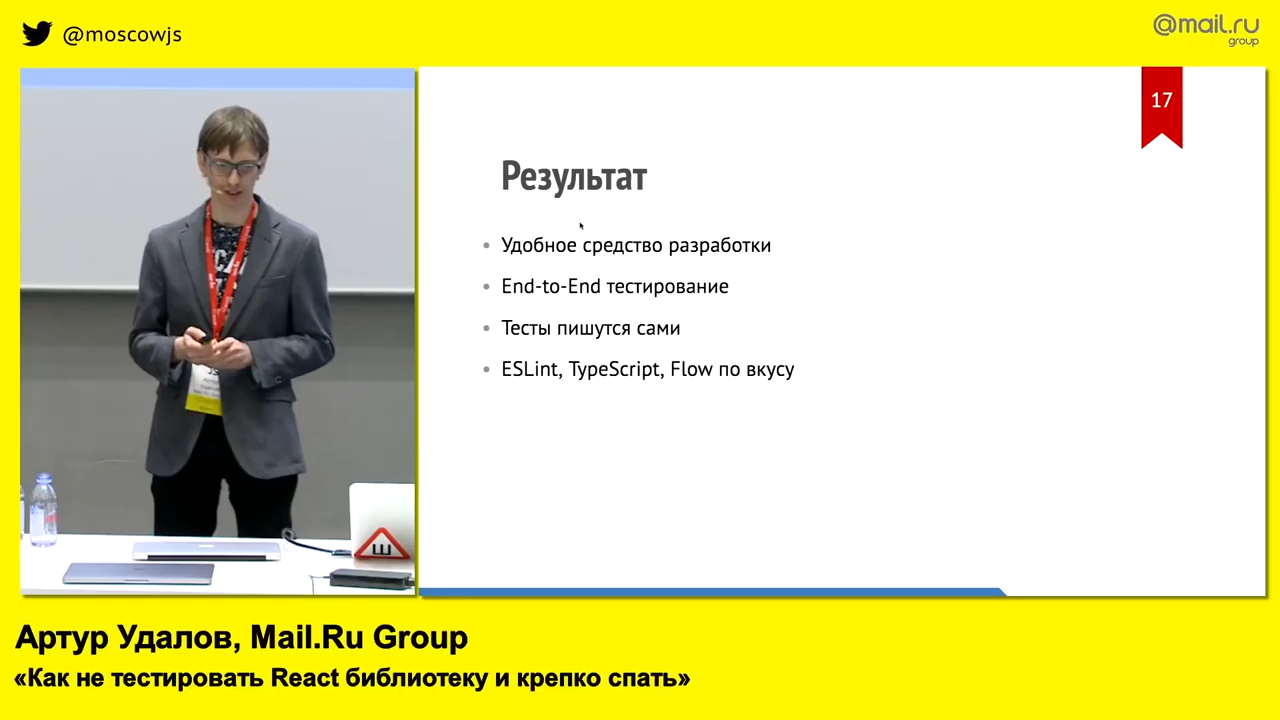 @moscowjs
@mail.ru
group
17
Результат
• Удобное средство разработки
• End-to-End тестирование
• Тесты пишутся сами
• ESLint, TypeScript, Flow по вкусу
Ш
Артур Удалов, Mail.Ru Group
«Как не тестировать React библиотеку и крепко спать»